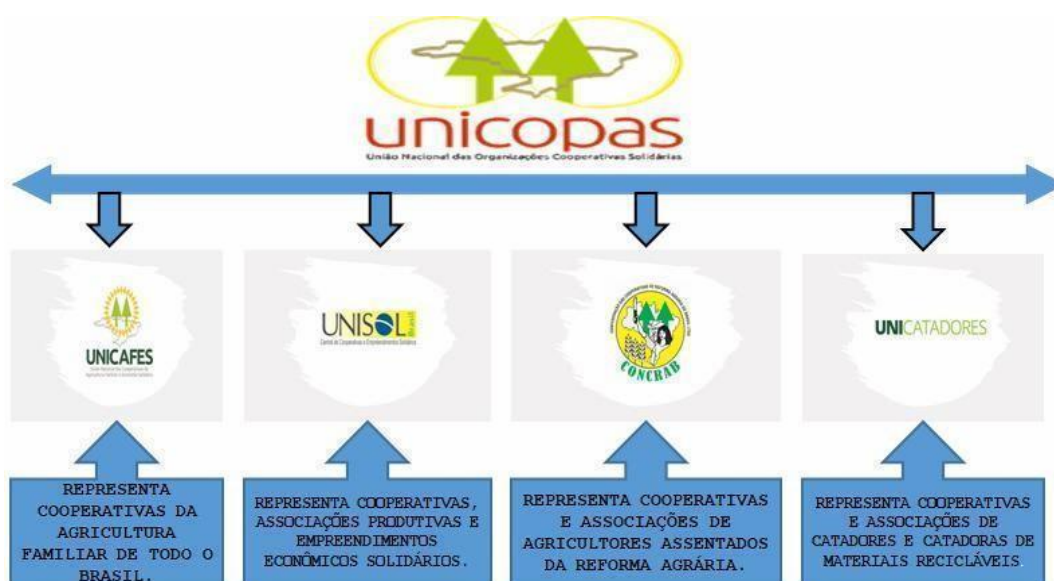 unicopas
União Nacional das Organizações Cooperativas Solidárias
UNICAFES
UNISOL
Brasil
Central de Cooperativas e Empreendimentos Solidários
CONCRAB
UNICATADORES
REPRESENTA
COOPERATIVAS DA
AGRICULTURA
FAMILIAR DE TODO O
BRASIL.
REPRESENTA COOPERATIVAS,
ASSOCIAÇÕES PRODUTIVAS E
EMPREENDIMENTOS
ECONÔMICOS SOLIDÁRIOS.
REPRESENTA COOPERATIVAS
E ASSOCIAÇÕES DE
AGRICULTORES ASSENTADOS
DA REFORMA AGRÁRIA.
REPRESENTA COOPERATIVAS
E ASSOCIAÇÕES DE
CATADORES E CATADORAS DE
MATERIAIS RECICLÁVEIS.